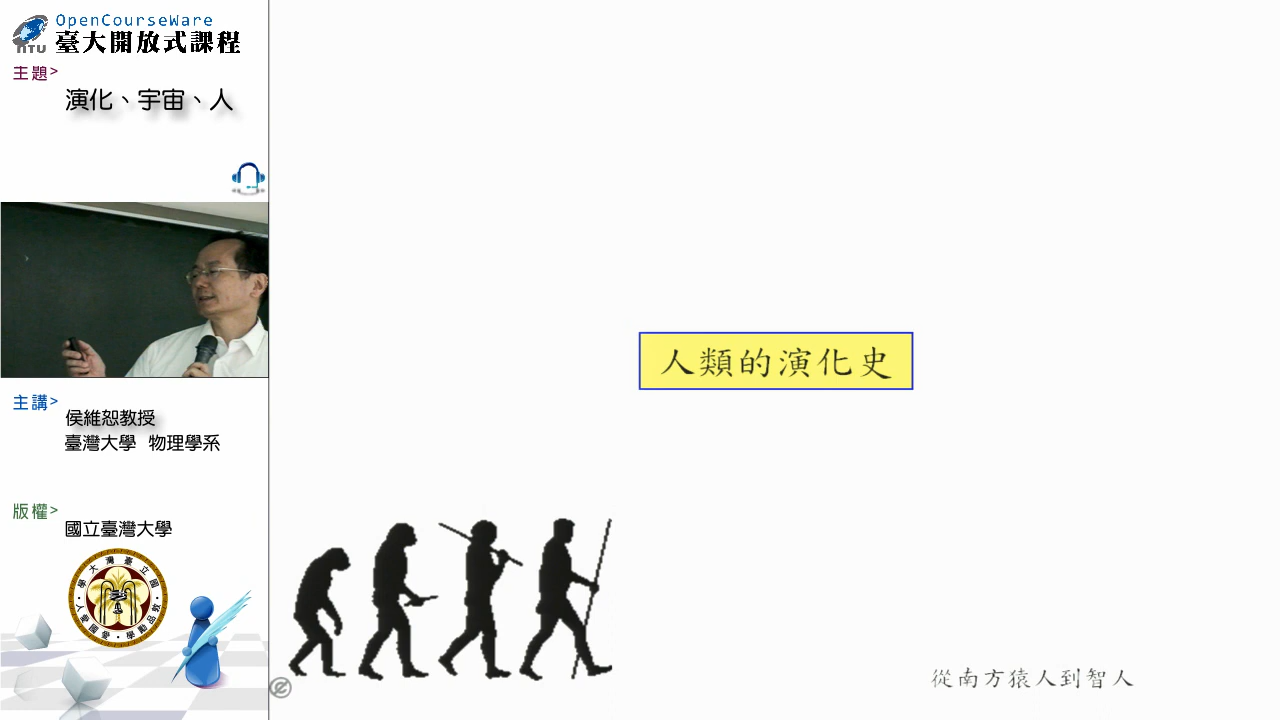 OpenCourseWare
NTU
臺大開放式課程
主題>
演化、宇宙、人
主講>
侯維恕教授
臺灣大學 物理學系
版權>
國立臺灣大學
人類的演化史
從南方猿人到智人